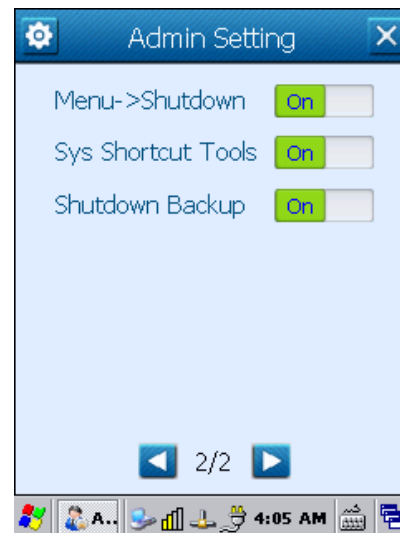 Admin Setting
Menu->Shutdown On
Sys Shortcut Tools On
Shutdown Backup On
2/2
A.. 4:05 AM